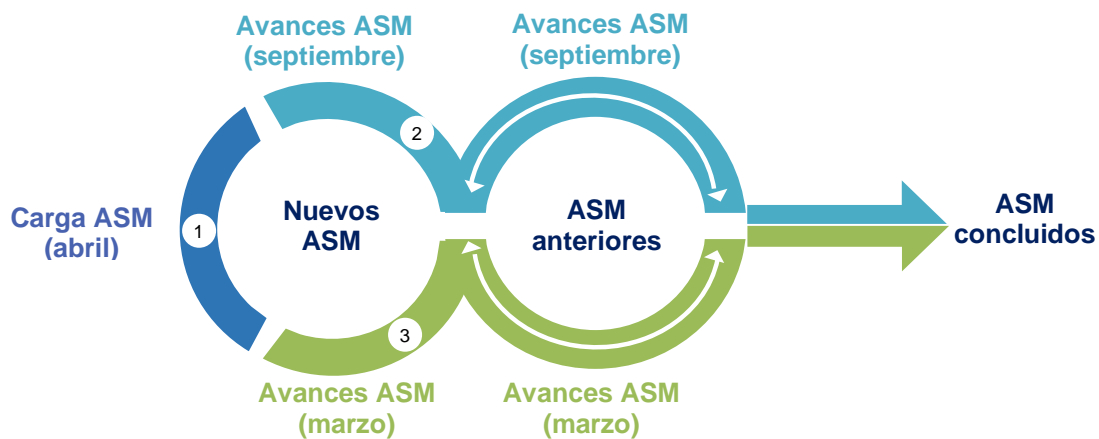 Avances ASM
(septiembre)
Avances ASM
(septiembre)
2
Carga ASM
(abril)
1
Nuevos
ASM
ASM
anteriores
ASM
concluidos
3
Avances ASM
(marzo)
Avances ASM
(marzo)